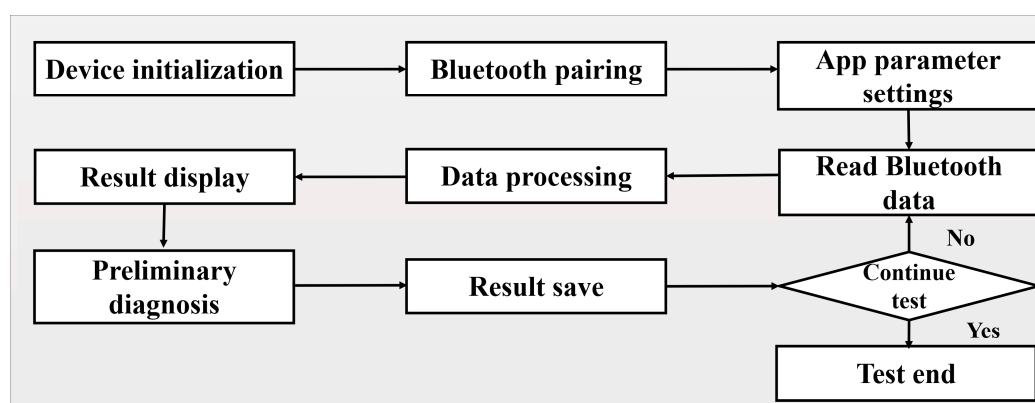 Device initialization
Bluetooth pairing
App parameter
settings
Read Bluetooth
data
Data processing
Result display
Preliminary
diagnosis
Result save
Continue
test
No
Yes
Test end